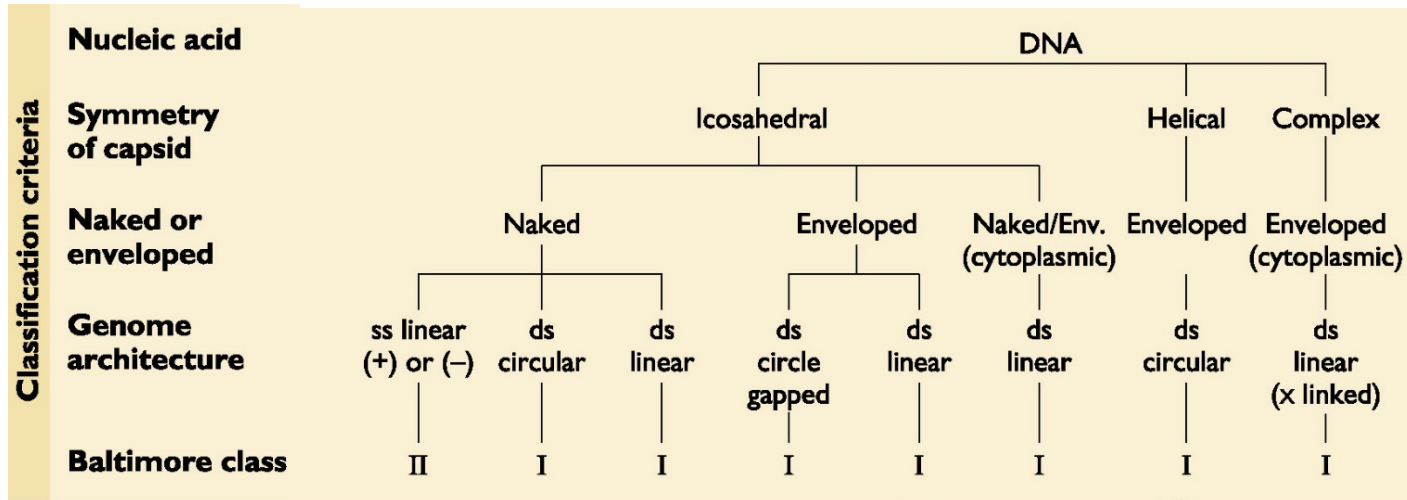 Classification criteria
Nucleic acid
DNA
Symmetry
of capsid
Icosahedral
Helical
Complex
Naked or
enveloped
Naked
Enveloped
Naked/Env.
(cytoplasmic)
Enveloped
Enveloped
(cytoplasmic)
Genome
architecture
ss linear
(+) or (–)
ds
circular
ds
linear
ds
circle
gapped
ds
linear
ds
linear
ds
circular
ds
linear
(x linked)
Baltimore class
II
I
I
I
I
I
I
I